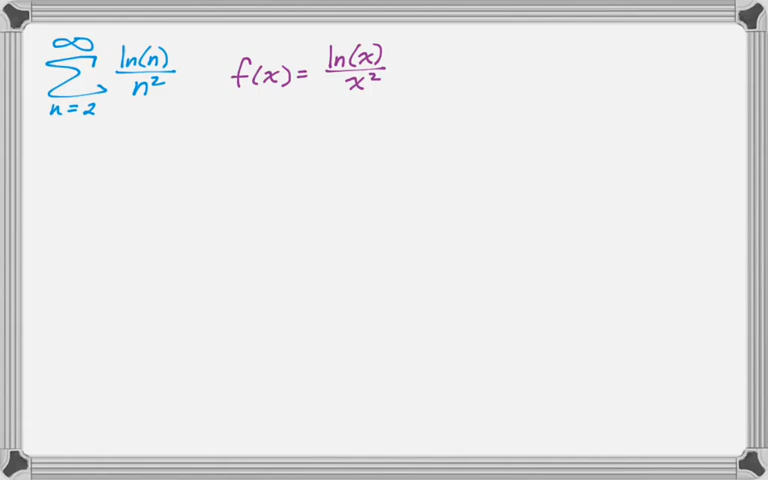 ∞
∑ ln(n)/n² f(x) = ln(x)/x²
n = 2